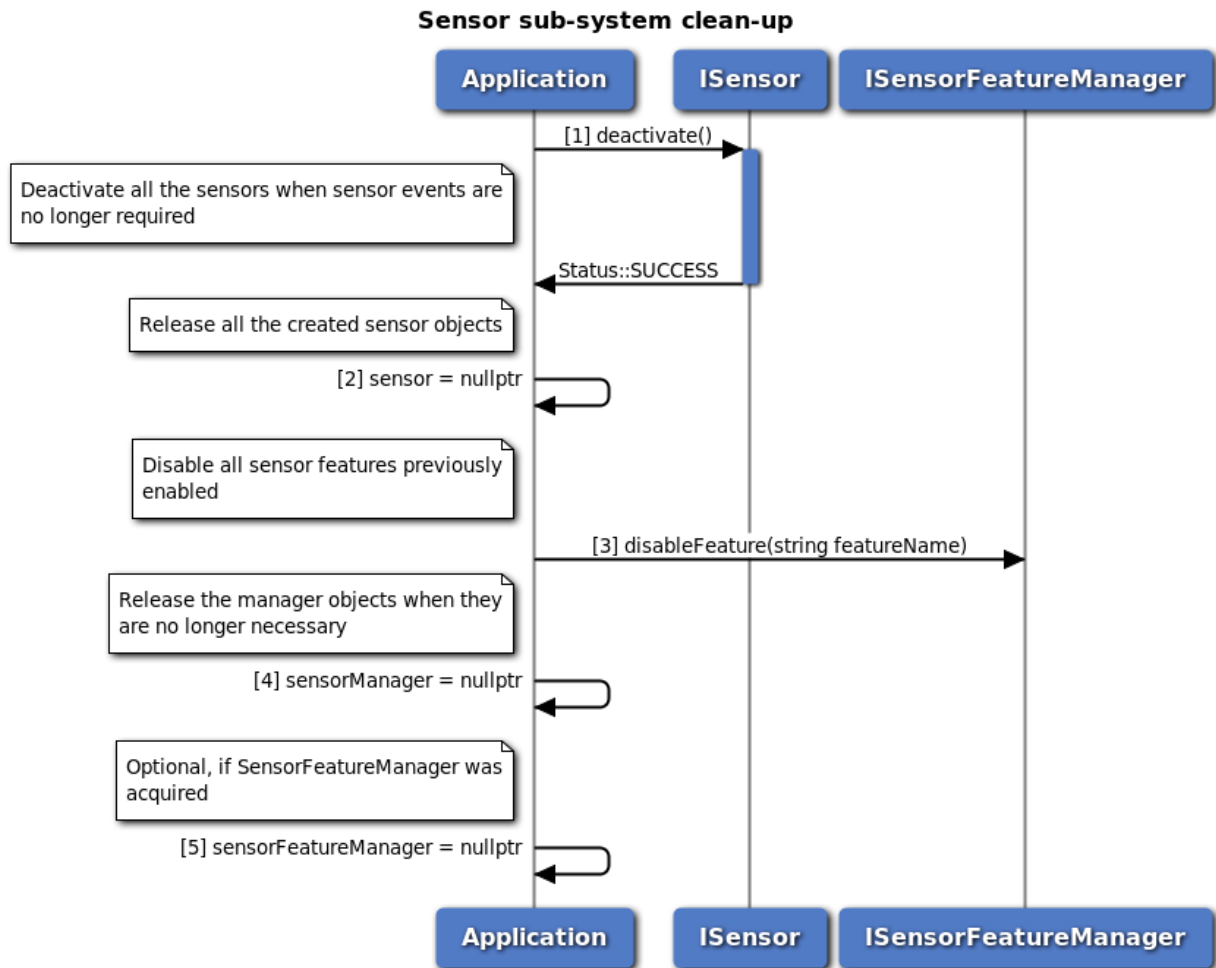 Sensor sub-system clean-up
Application
ISensor
ISensorFeatureManager
[1] deactivate()
Deactivate all the sensors when sensor events are
no longer required
Status::SUCCESS
Release all the created sensor objects
[2] sensor = nullptr
Disable all sensor features previously
enabled
[3] disableFeature(string featureName)
Release the manager objects when they
are no longer necessary
[4] sensorManager = nullptr
Optional, if SensorFeatureManager was
acquired
[5] sensorFeatureManager = nullptr
Application
ISensor
ISensorFeatureManager